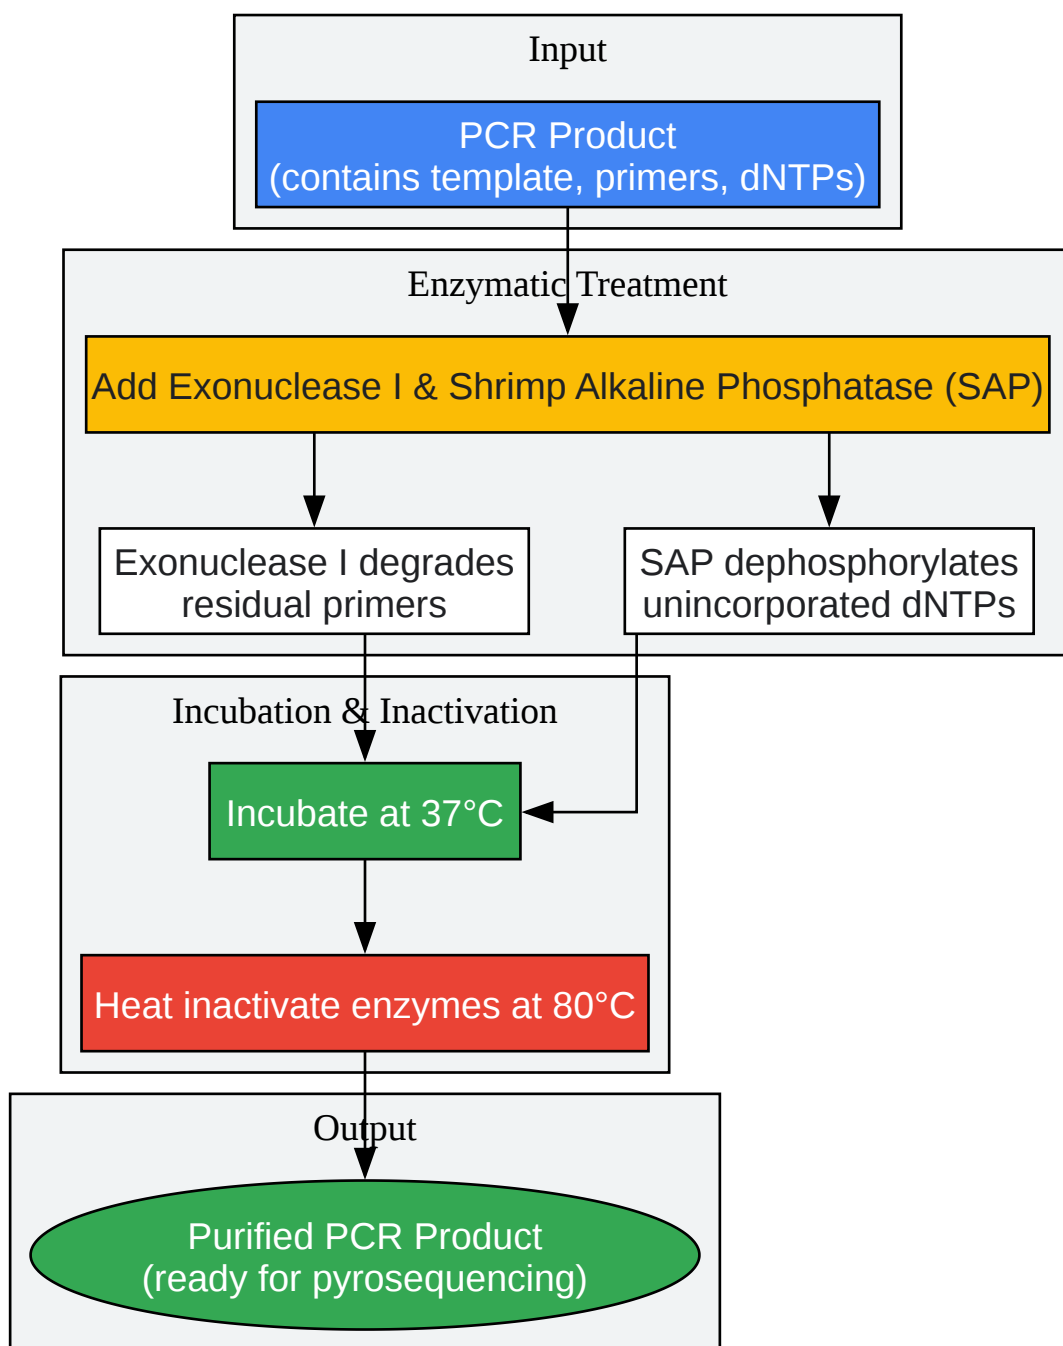 Input
PCR Product
(contains template, primers, dNTPs)
Enzymatic Treatment
Add Exonuclease I & Shrimp Alkaline Phosphatase (SAP)
Exonuclease I degrades
residual primers
SAP dephosphorylates
unincorporated dNTPs
Incubation & Inactivation
Incubate at 37°C
Heat inactivate enzymes at 80°C
Output
Purified PCR Product
(ready for pyrosequencing)